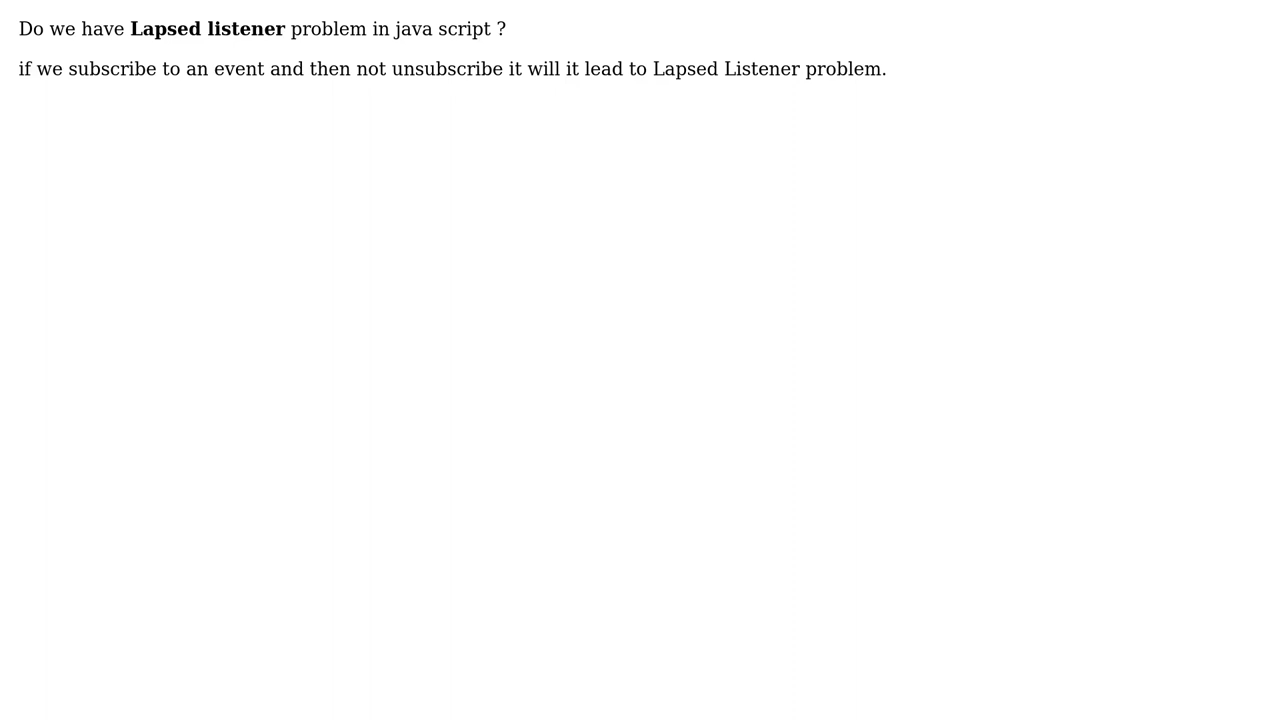 Do we have Lapsed listener problem in java script ?
if we subscribe to an event and then not unsubscribe it will it lead to Lapsed Listener problem.